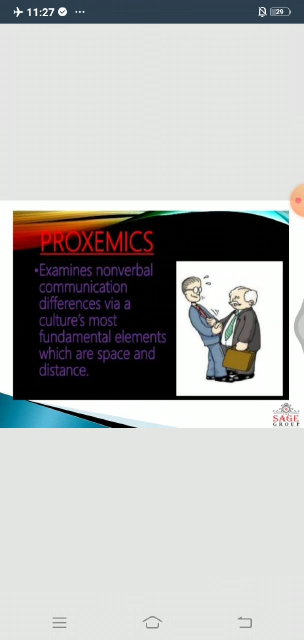 11:27
29
PROXEMICS
•Examines nonverbal
communication
differences via a
culture's most
fundamental elements
which are space and
distance.
SAGE
GROUP